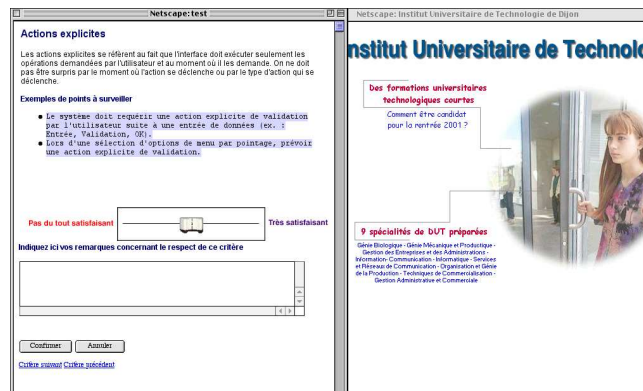 Netscape: test
Actions explicites
Les actions explicites se réfèrent au fait que l'interface doit exécuter seulement les
opérations demandées par l'utilisateur et au moment où il les demande. On ne doit
pas être surpris par le moment où l'action se déclenche ou par le type d'action qui se
déclenche.
Exemples de points à surveiller
Le système doit requérir une action explicite de validation
par l'utilisateur suite à une entrée de données (ex. :
Entrée, Validation, OK).
Lors d'une sélection d'options de menu par pointage, prévoir
une action explicite de validation.
Pas du tout satisfaisant
Très satisfaisant
Indiquez ici vos remarques concernant le respect de ce critère
Confirmer
Annuler
Critère suivant Critère précédent
Netscape: Institut Universitaire de Technologie de Dijon
nstitut Universitaire de Technolo
Des formations universitaires
technologiques courtes
Comment être candidat
pour la rentrée 2001 ?
9 spécialités de DUT préparées
Génie Biologique - Génie Mécanique et Productique -
Gestion des Entreprises et des Administrations -
Information- Communication - Informatique - Services
et Réseaux de Communication - Organisation et Génie
de la Production - Techniques de Commercialisation -
Gestion Administrative et Commerciale